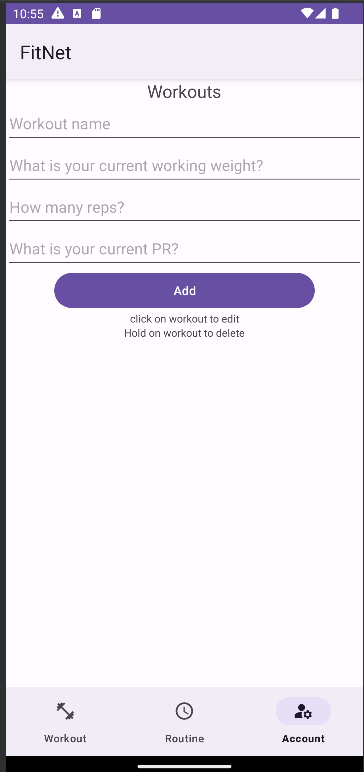 10:55
FitNet
Workouts
Workout name
What is your current working weight?
How many reps?
What is your current PR?
Add
click on workout to edit
Hold on workout to delete
Workout Routine Account